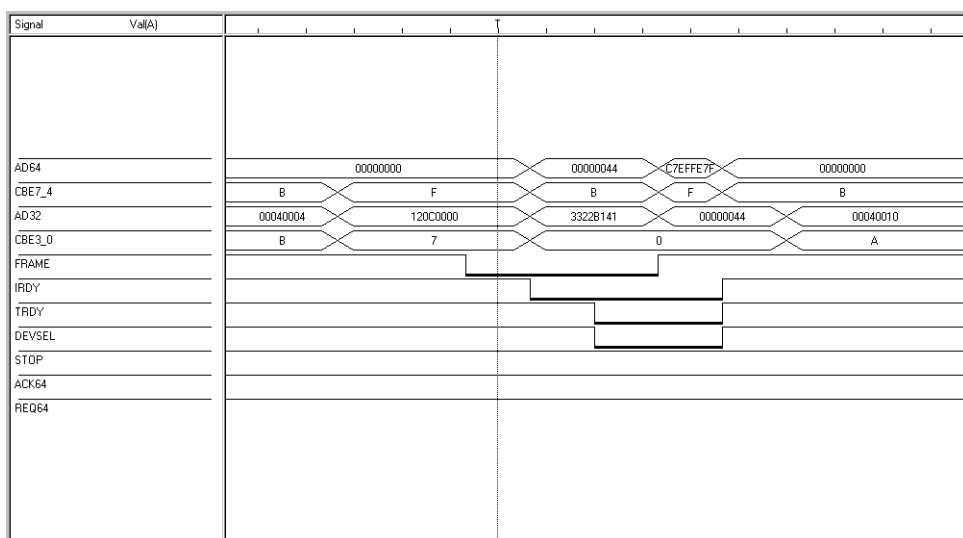 Signal Val(A)
T
AD64 00000000 00000044 C7EFFE7F 00000000
CBE7_4 B F B F B
AD32 00040004 120C0000 3322B141 00000044 00040010
CBE3_0 B 7 0 A
FRAME
IRDY
TRDY
DEVSEL
STOP
ACK64
REQ64